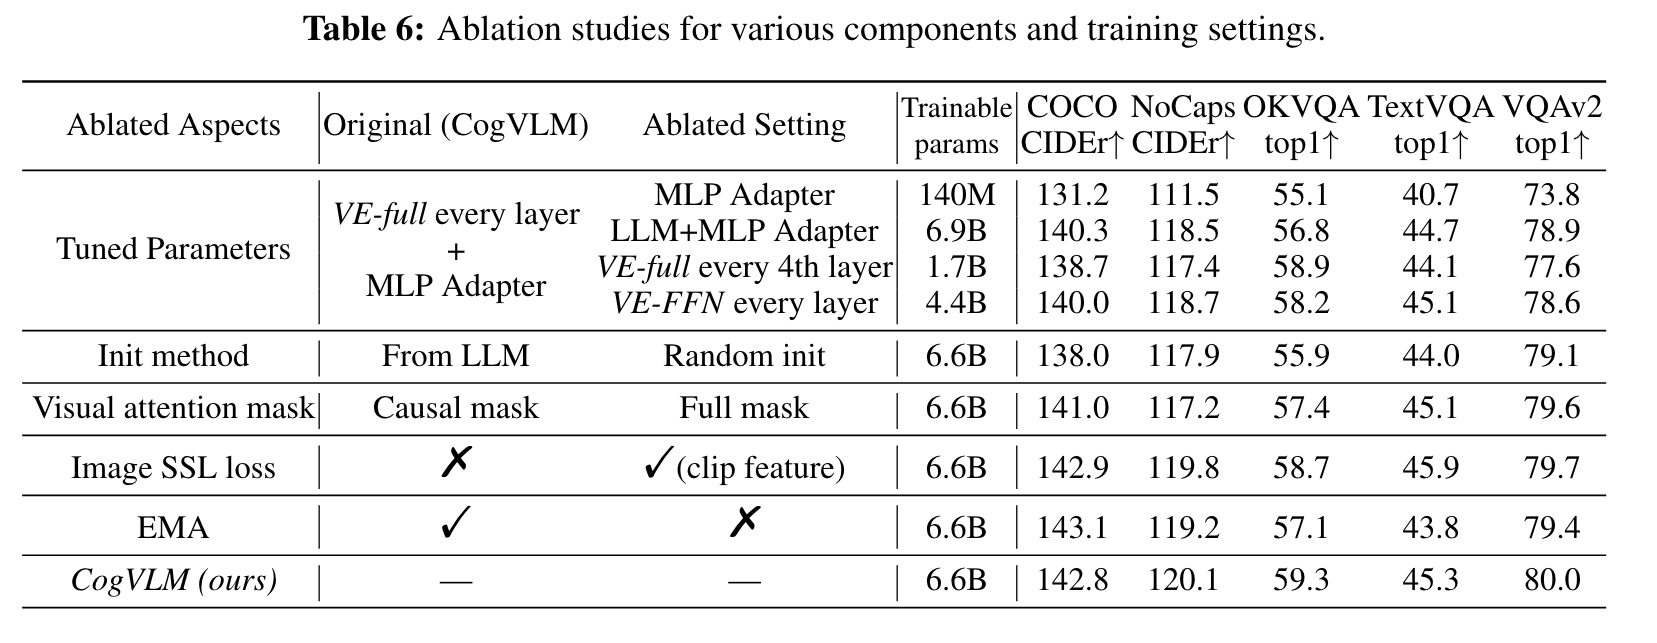 Table 6: Ablation studies for various components and training settings.
Ablated Aspects Original (CogVLM) Ablated Setting Trainable params COCO CIDEr↑ NoCaps CIDEr↑ OKVQA top1↑ TextVQA top1↑ VQAv2 top1↑
Tuned Parameters VE-full every layer + MLP Adapter
MLP Adapter 140M 131.2 111.5 55.1 40.7 73.8
LLM+MLP Adapter 6.9B 140.3 118.5 56.8 44.7 78.9
VE-full every 4th layer 1.7B 138.7 117.4 58.9 44.1 77.6
VE-FFN every layer 4.4B 140.0 118.7 58.2 45.1 78.6
Init method From LLM Random init 6.6B 138.0 117.9 55.9 44.0 79.1
Visual attention mask Causal mask Full mask 6.6B 141.0 117.2 57.4 45.1 79.6
Image SSL loss ✗ ✓(clip feature) 6.6B 142.9 119.8 58.7 45.9 79.7
EMA ✓ ✗ 6.6B 143.1 119.2 57.1 43.8 79.4
CogVLM (ours) — — 6.6B 142.8 120.1 59.3 45.3 80.0